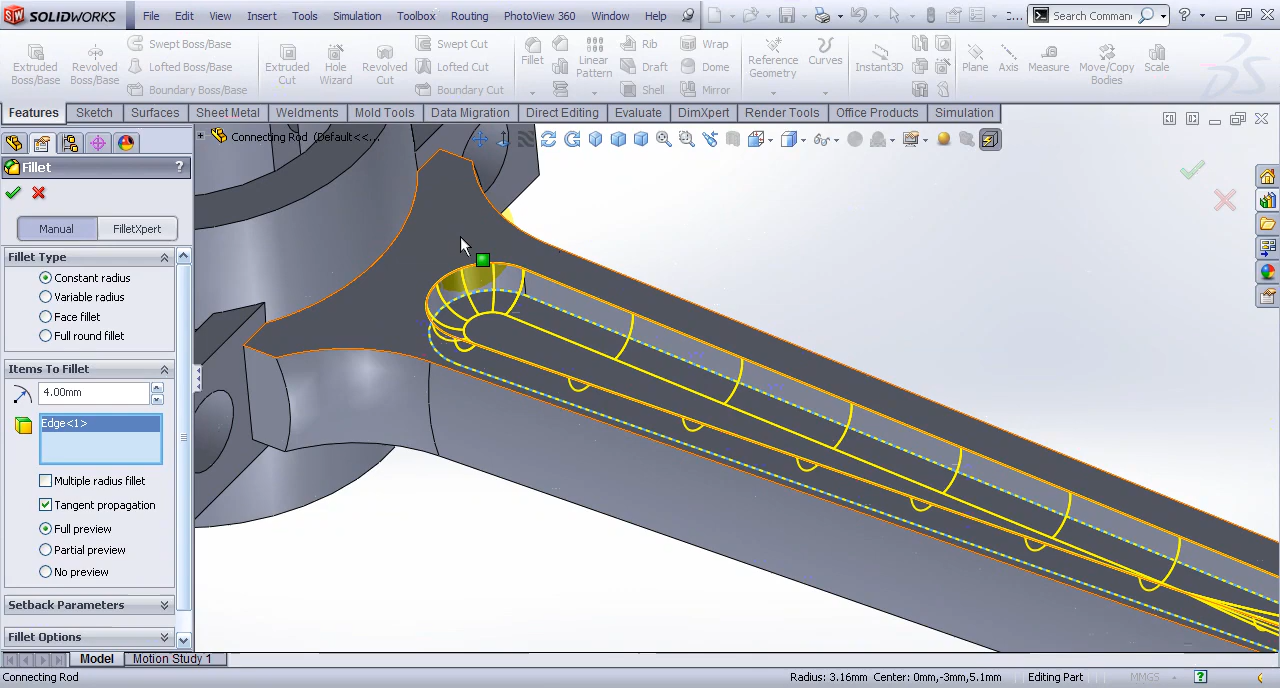 SOLIDWORKS File Edit View Insert Tools Simulation Toolbox Routing PhotoView 360 Window Help C... Search Comman ?
Extruded Boss/Base Revolved Boss/Base Swept Boss/Base Lofted Boss/Base Boundary Boss/Base Extruded Cut Hole Wizard Revolved Cut Swept Cut Lofted Cut Boundary Cut Fillet Linear Pattern Rib Draft Shell Wrap Dome Mirror Reference Geometry Curves Instant3D Plane Axis Measure Move/Copy Bodies Scale
Features Sketch Surfaces Sheet Metal Weldments Mold Tools Data Migration Direct Editing Evaluate DimXpert Render Tools Office Products Simulation
Connecting Rod (Default<<...
Fillet ?
Manual FilletXpert
Fillet Type
Constant radius
Variable radius
Face fillet
Full round fillet
Items To Fillet
4.00mm
Edge<1>
Multiple radius fillet
Tangent propagation
Full preview
Partial preview
No preview
Setback Parameters
Fillet Options
Model Motion Study 1
Connecting Rod Radius: 3.16mm Center: 0mm,-3mm,5.1mm Editing Part MMGS ?